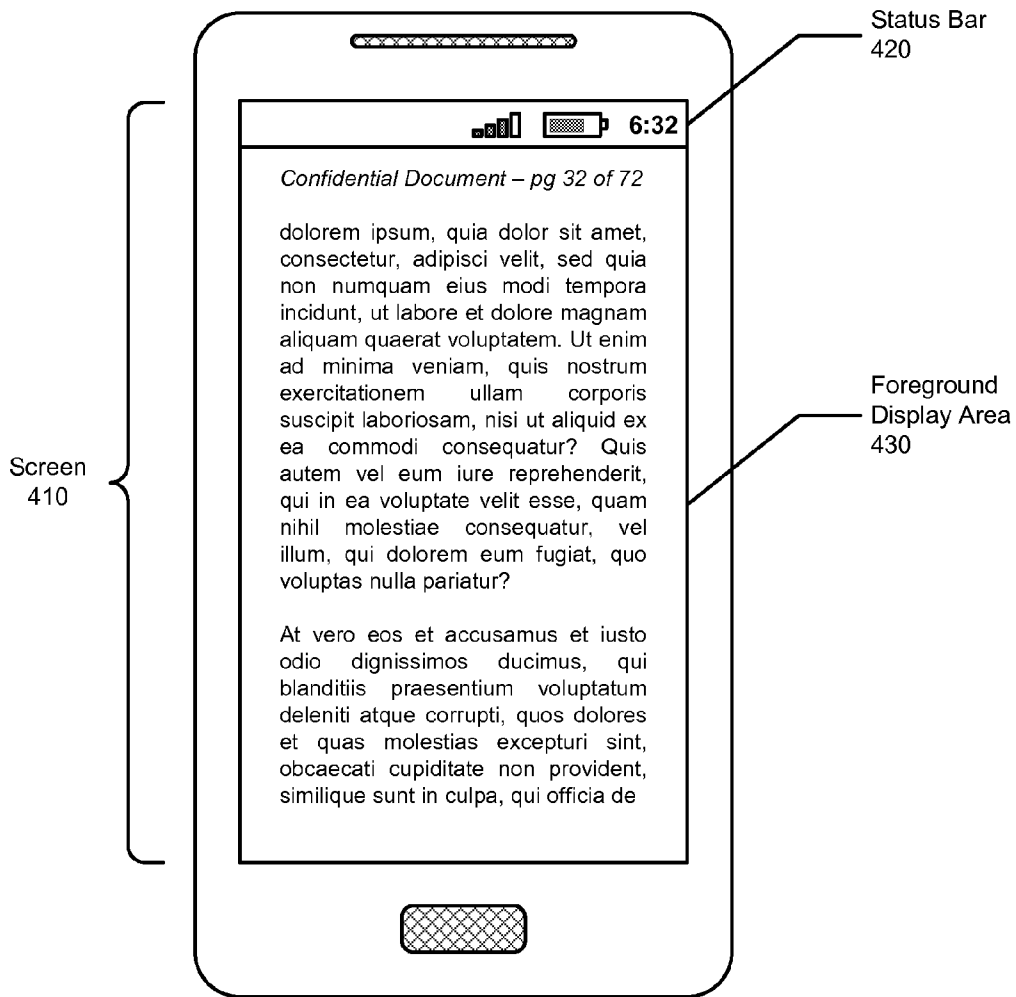 Status Bar
420
6:32
Confidential Document – pg 32 of 72
dolorem ipsum, quia dolor sit amet,
consectetur, adipisci velit, sed quia
non numquam eius modi tempora
incidunt, ut labore et dolore magnam
aliquam quaerat voluptatem. Ut enim
ad minima veniam, quis nostrum
exercitationem ullam corporis
suscipit laboriosam, nisi ut aliquid ex
ea commodi consequatur? Quis
autem vel eum iure reprehenderit,
qui in ea voluptate velit esse, quam
nihil molestiae consequatur, vel
illum, qui dolorem eum fugiat, quo
voluptas nulla pariatur?
At vero eos et accusamus et iusto
odio dignissimos ducimus, qui
blanditiis praesentium voluptatum
deleniti atque corrupti, quos dolores
et quas molestias excepturi sint,
obcaecati cupiditate non provident,
similique sunt in culpa, qui officia de
Foreground
Display Area
430
Screen
410